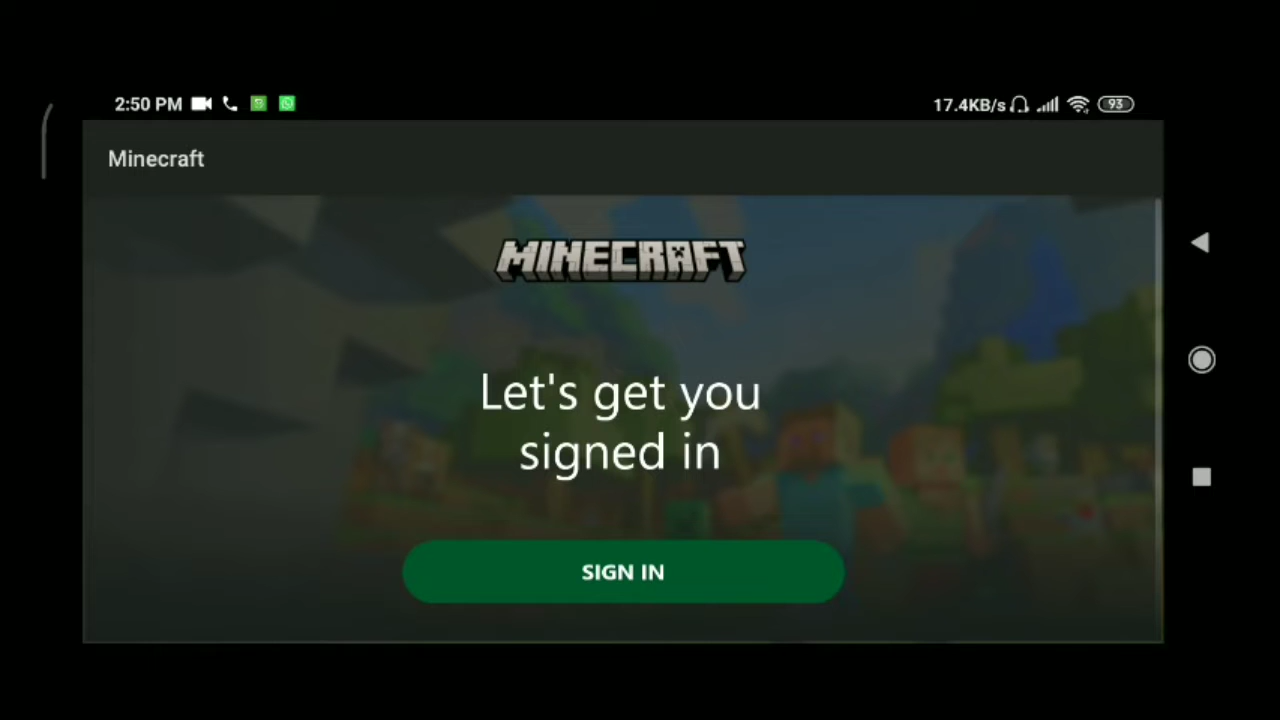 2:50 PM 17.4KB/s 93
Minecraft
MINECRAFT
Let's get you
signed in
SIGN IN